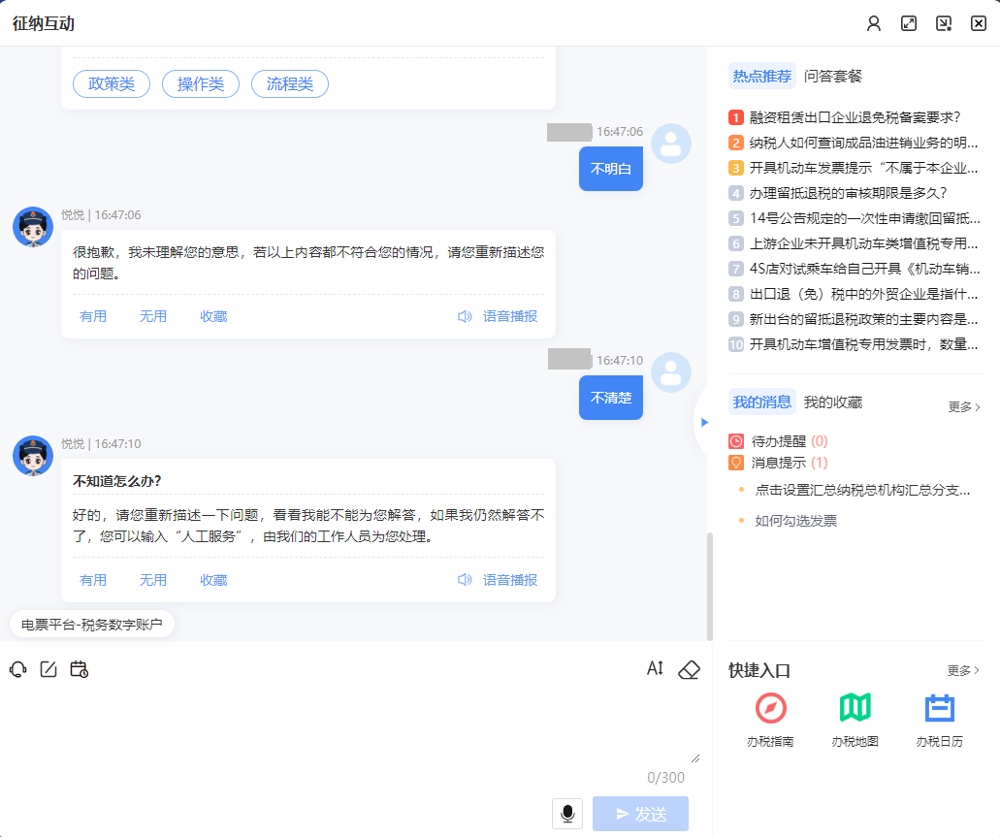 征纳互动
政策类
操作类
流程类
16:47:06
不明白
悦悦 | 16:47:06
很抱歉，我未理解您的意思，若以上内容都不符合您的情况，请您重新描述您
的问题。
有用
无用
收藏
语音播报
16:47:10
不清楚
悦悦 | 16:47:10
不知道怎么办？
好的，请您重新描述一下问题，看看我能不能为您解答，如果我仍然解答不
了，您可以输入“人工服务”，由我们的工作人员为您处理。
有用
无用
收藏
语音播报
电票平台-税务数字账户
0/300
发送
热点推荐
问答套餐
1 融资租赁出口企业退免税备案要求？
2 纳税人如何查询成品油进销业务的明...
3 开具机动车发票提示“不属于本企业...
4 办理留抵退税的审核期限是多久？
5 14号公告规定的一次性申请缴回留抵...
6 上游企业未开具机动车类增值税专用...
7 4S店对试乘车给自己开具《机动车销...
8 出口退（免）税中的外贸企业是指什...
9 新出台的留抵退税政策的主要内容是...
10 开具机动车增值税专用发票时，数量...
我的消息
我的收藏
更多
待办提醒 (0)
消息提示 (1)
点击设置汇总纳税总机构汇总分支...
如何勾选发票
快捷入口
更多
办税指南
办税地图
办税日历